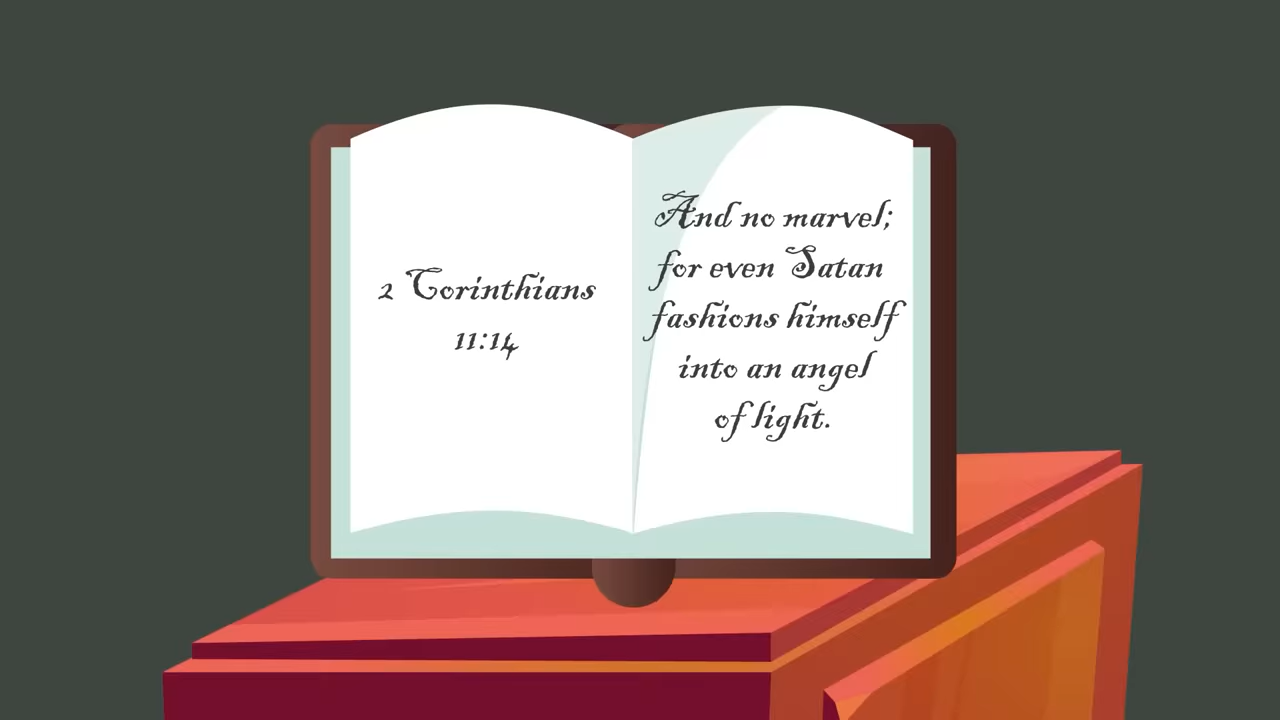 2 Corinthians
11:14
And no marvel;
for even Satan
fashions himself
into an angel
of light.